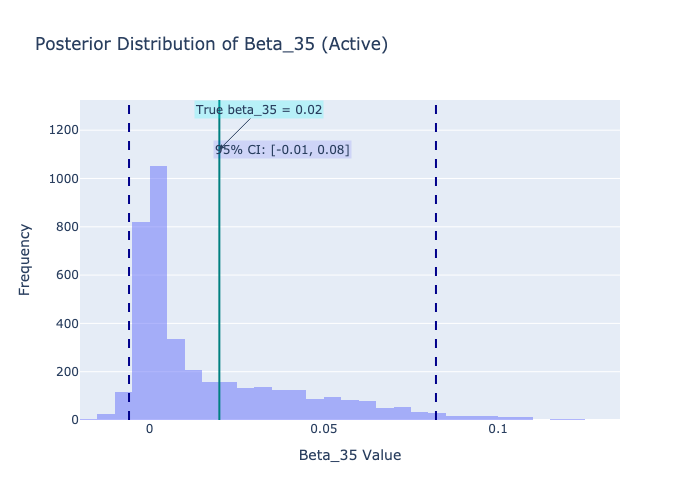 Posterior Distribution of Beta_35 (Active)
True beta_35 = 0.02
95% CI: [-0.01, 0.08]
1200
1000
800
600
400
200
0
Frequency
0
0.05
0.1
Beta_35 Value